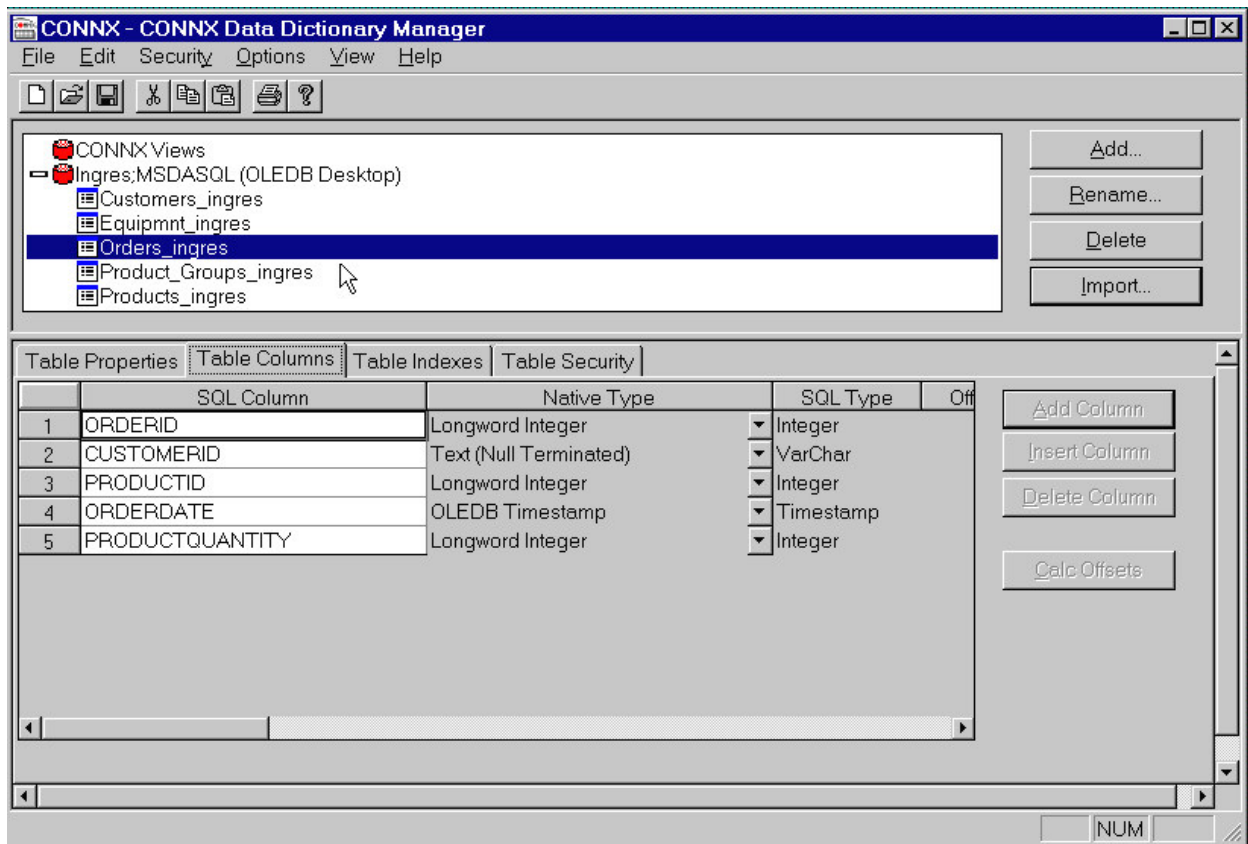 CONNX - CONNX Data Dictionary Manager
File Edit Security Options View Help
CONNX Views
Ingres;MSDASQL (OLEDB Desktop)
Customers_ingres
Equipmnt_ingres
Orders_ingres
Product_Groups_ingres
Products_ingres
Add...
Rename...
Delete
Import...
Table Properties Table Columns Table Indexes Table Security
SQL Column Native Type SQL Type Off
1 ORDERID Longword Integer Integer
2 CUSTOMERID Text (Null Terminated) VarChar
3 PRODUCTID Longword Integer Integer
4 ORDERDATE OLEDB Timestamp Timestamp
5 PRODUCTQUANTITY Longword Integer Integer
Add Column
Insert Column
Delete Column
Calc Offsets
NUM